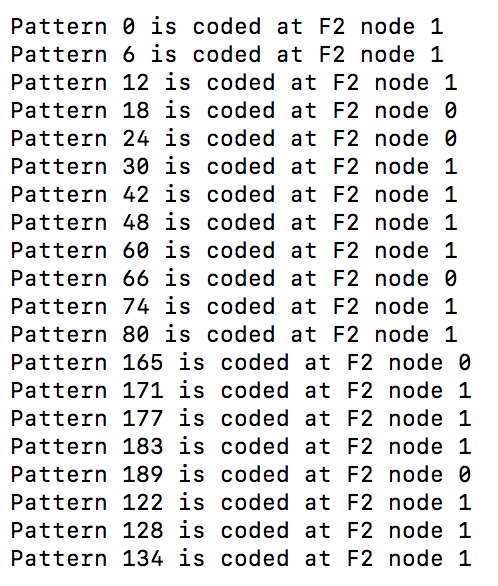 Pattern 0 is coded at F2 node 1
Pattern 6 is coded at F2 node 1
Pattern 12 is coded at F2 node 1
Pattern 18 is coded at F2 node 0
Pattern 24 is coded at F2 node 0
Pattern 30 is coded at F2 node 1
Pattern 42 is coded at F2 node 1
Pattern 48 is coded at F2 node 1
Pattern 60 is coded at F2 node 1
Pattern 66 is coded at F2 node 0
Pattern 74 is coded at F2 node 1
Pattern 80 is coded at F2 node 1
Pattern 165 is coded at F2 node 0
Pattern 171 is coded at F2 node 1
Pattern 177 is coded at F2 node 1
Pattern 183 is coded at F2 node 1
Pattern 189 is coded at F2 node 0
Pattern 122 is coded at F2 node 1
Pattern 128 is coded at F2 node 1
Pattern 134 is coded at F2 node 1